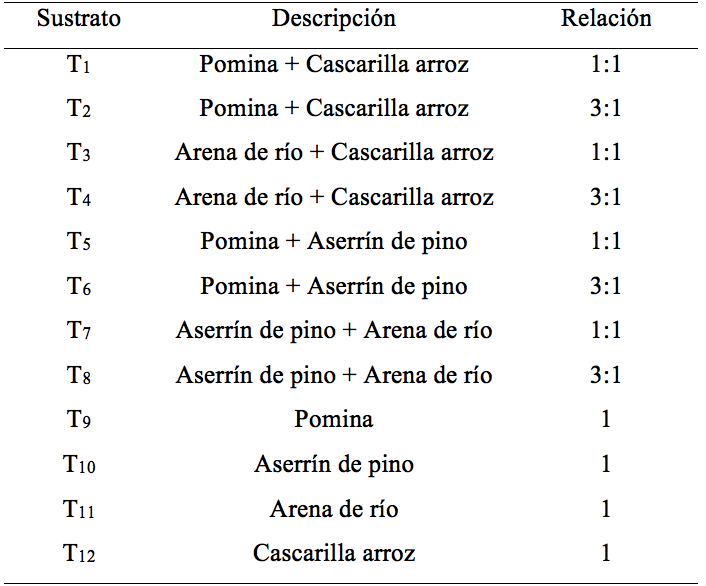 Sustrato Descripción Relación
T1 Pomina + Cascarilla arroz 1:1
T2 Pomina + Cascarilla arroz 3:1
T3 Arena de río + Cascarilla arroz 1:1
T4 Arena de río + Cascarilla arroz 3:1
T5 Pomina + Aserrín de pino 1:1
T6 Pomina + Aserrín de pino 3:1
T7 Aserrín de pino + Arena de río 1:1
T8 Aserrín de pino + Arena de río 3:1
T9 Pomina 1
T10 Aserrín de pino 1
T11 Arena de río 1
T12 Cascarilla arroz 1